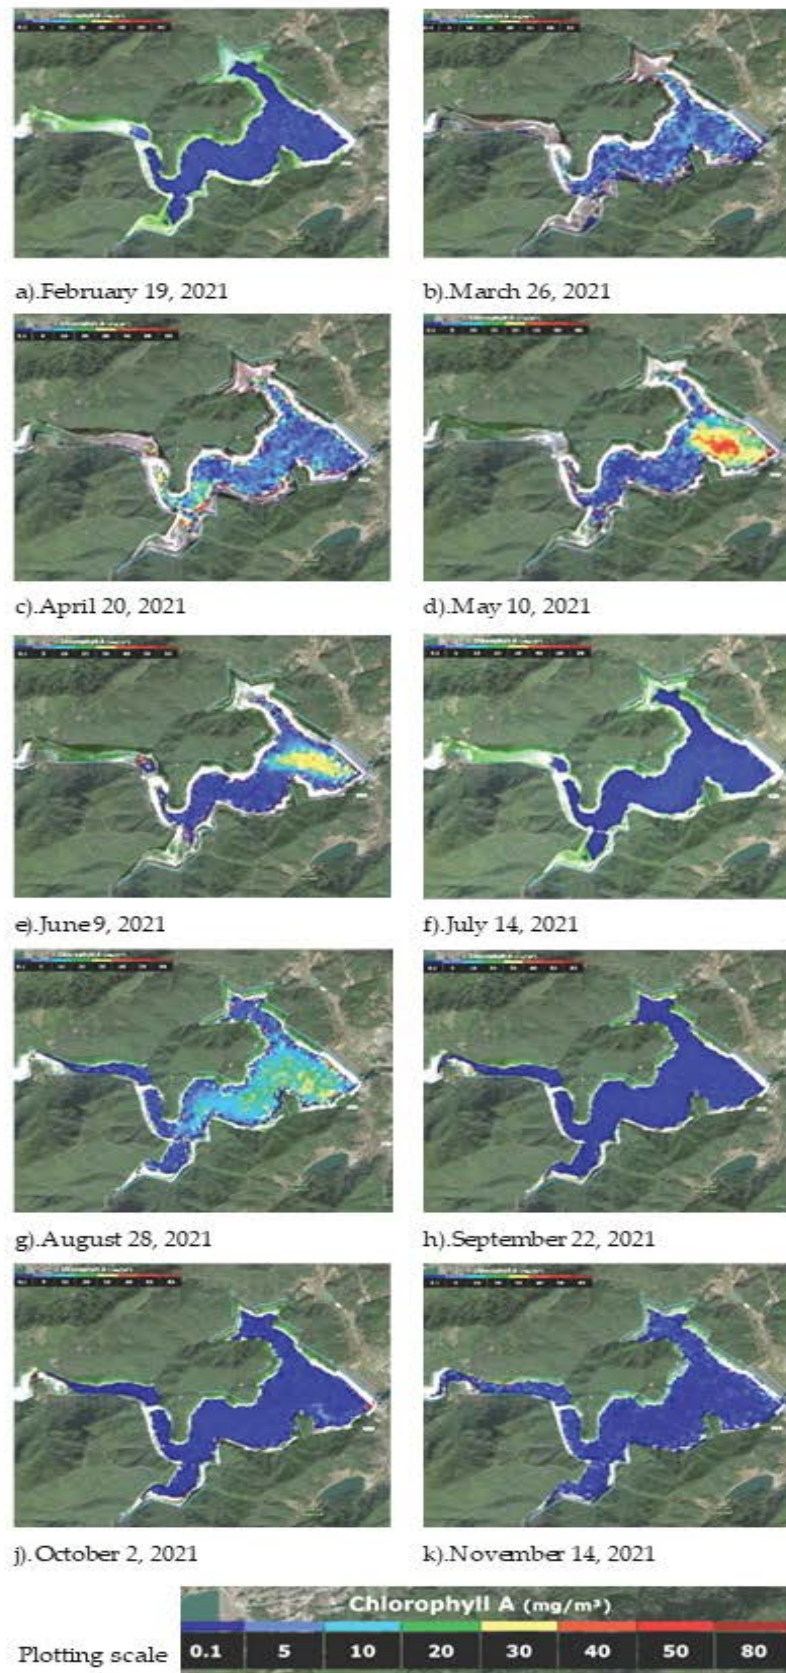 a).February 19, 2021
b).March 26, 2021
c).April 20, 2021
d).May 10, 2021
e).June 9, 2021
f).July 14, 2021
g).August 28, 2021
h).September 22, 2021
j).October 2, 2021
k).November 14, 2021
Chlorophyll A (mg/m³)
Plotting scale 0.1 5 10 20 30 40 50 80